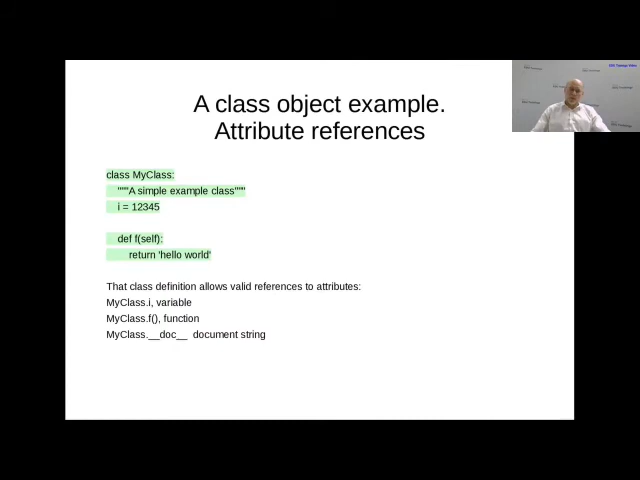 A class object example.
Attribute references
class MyClass:
"""A simple example class"""
i = 12345
def f(self):
return 'hello world'
That class definition allows valid references to attributes:
MyClass.i, variable
MyClass.f(), function
MyClass.__doc__ document string